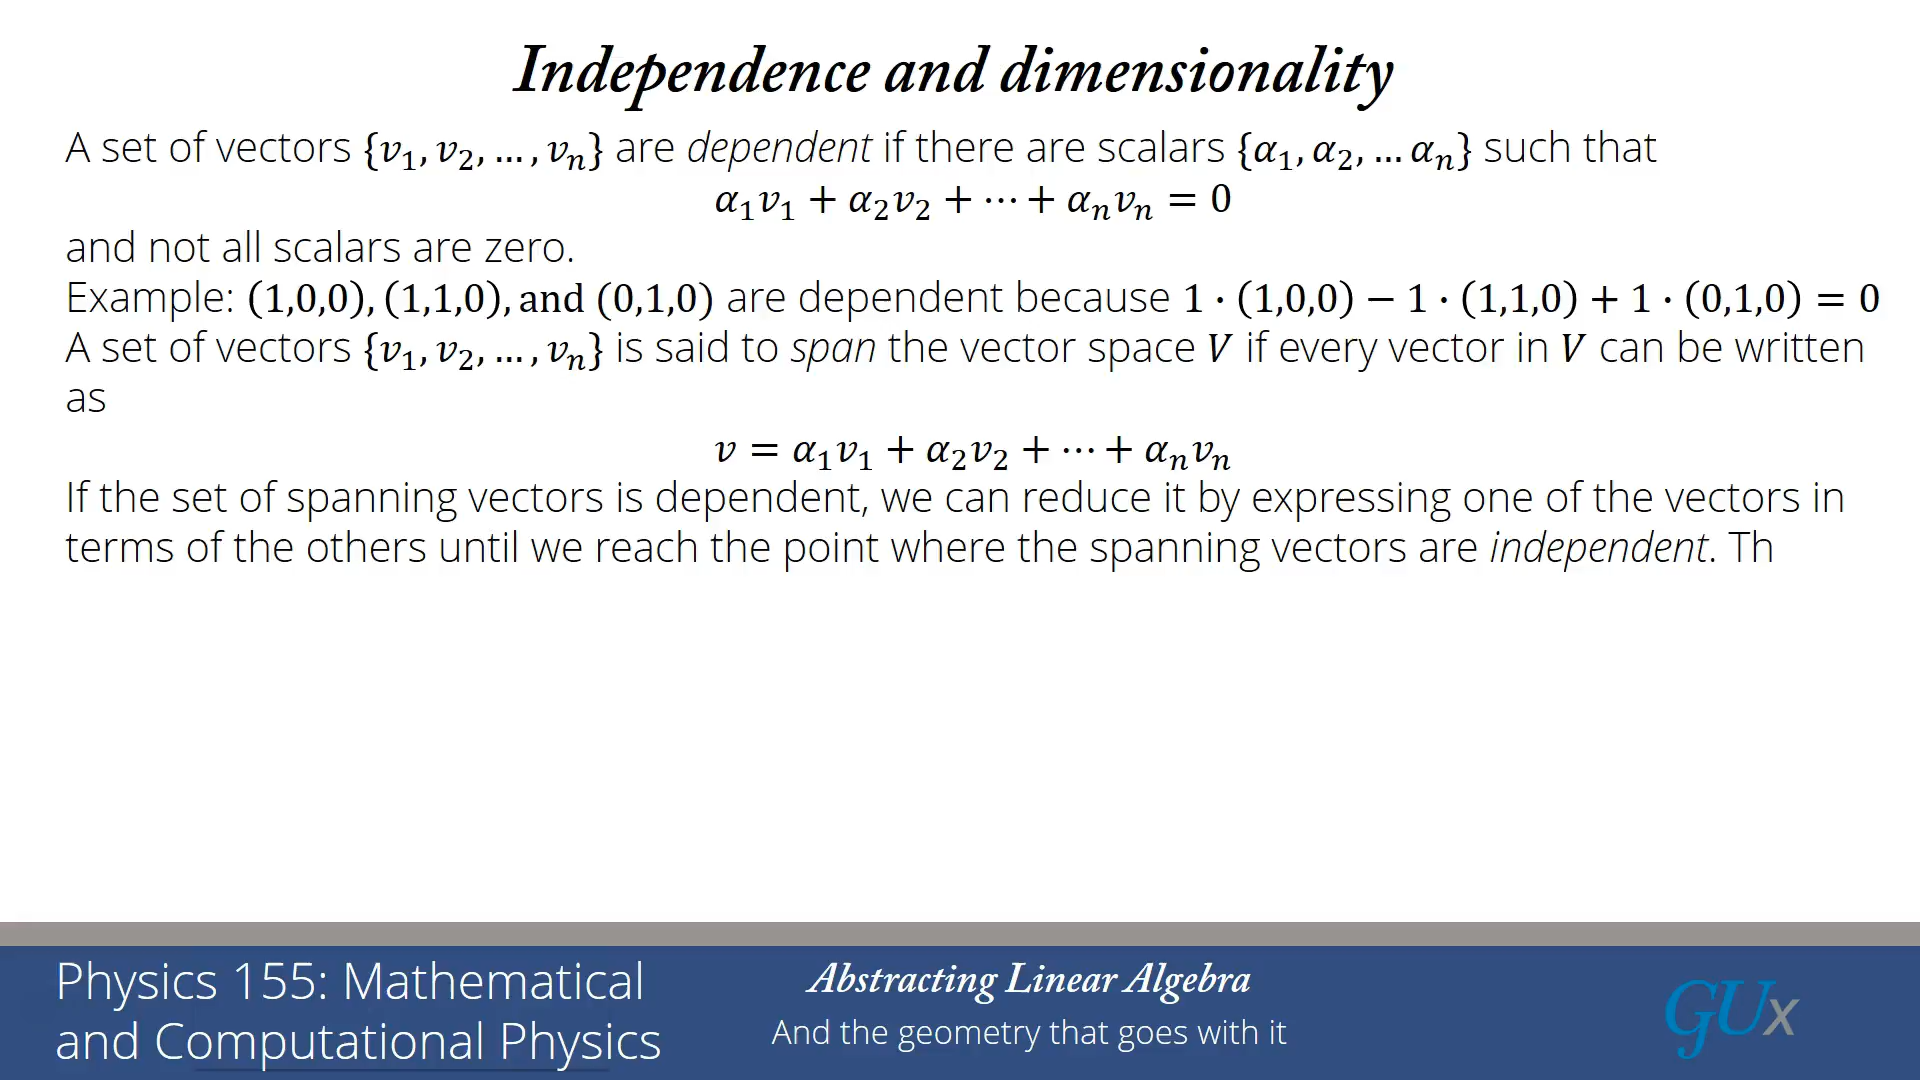 Independence and dimensionality
A set of vectors {v₁, v₂, … , vₙ} are dependent if there are scalars {α₁, α₂, … αₙ} such that
α₁v₁ + α₂v₂ + ⋯ + αₙvₙ = 0
and not all scalars are zero.
Example: (1,0,0), (1,1,0), and (0,1,0) are dependent because 1 · (1,0,0) − 1 · (1,1,0) + 1 · (0,1,0) = 0
A set of vectors {v₁, v₂, … , vₙ} is said to span the vector space V if every vector in V can be written
as
v = α₁v₁ + α₂v₂ + ⋯ + αₙvₙ
If the set of spanning vectors is dependent, we can reduce it by expressing one of the vectors in
terms of the others until we reach the point where the spanning vectors are independent. Th
Physics 155: Mathematical
and Computational Physics
Abstracting Linear Algebra
And the geometry that goes with it
GUx